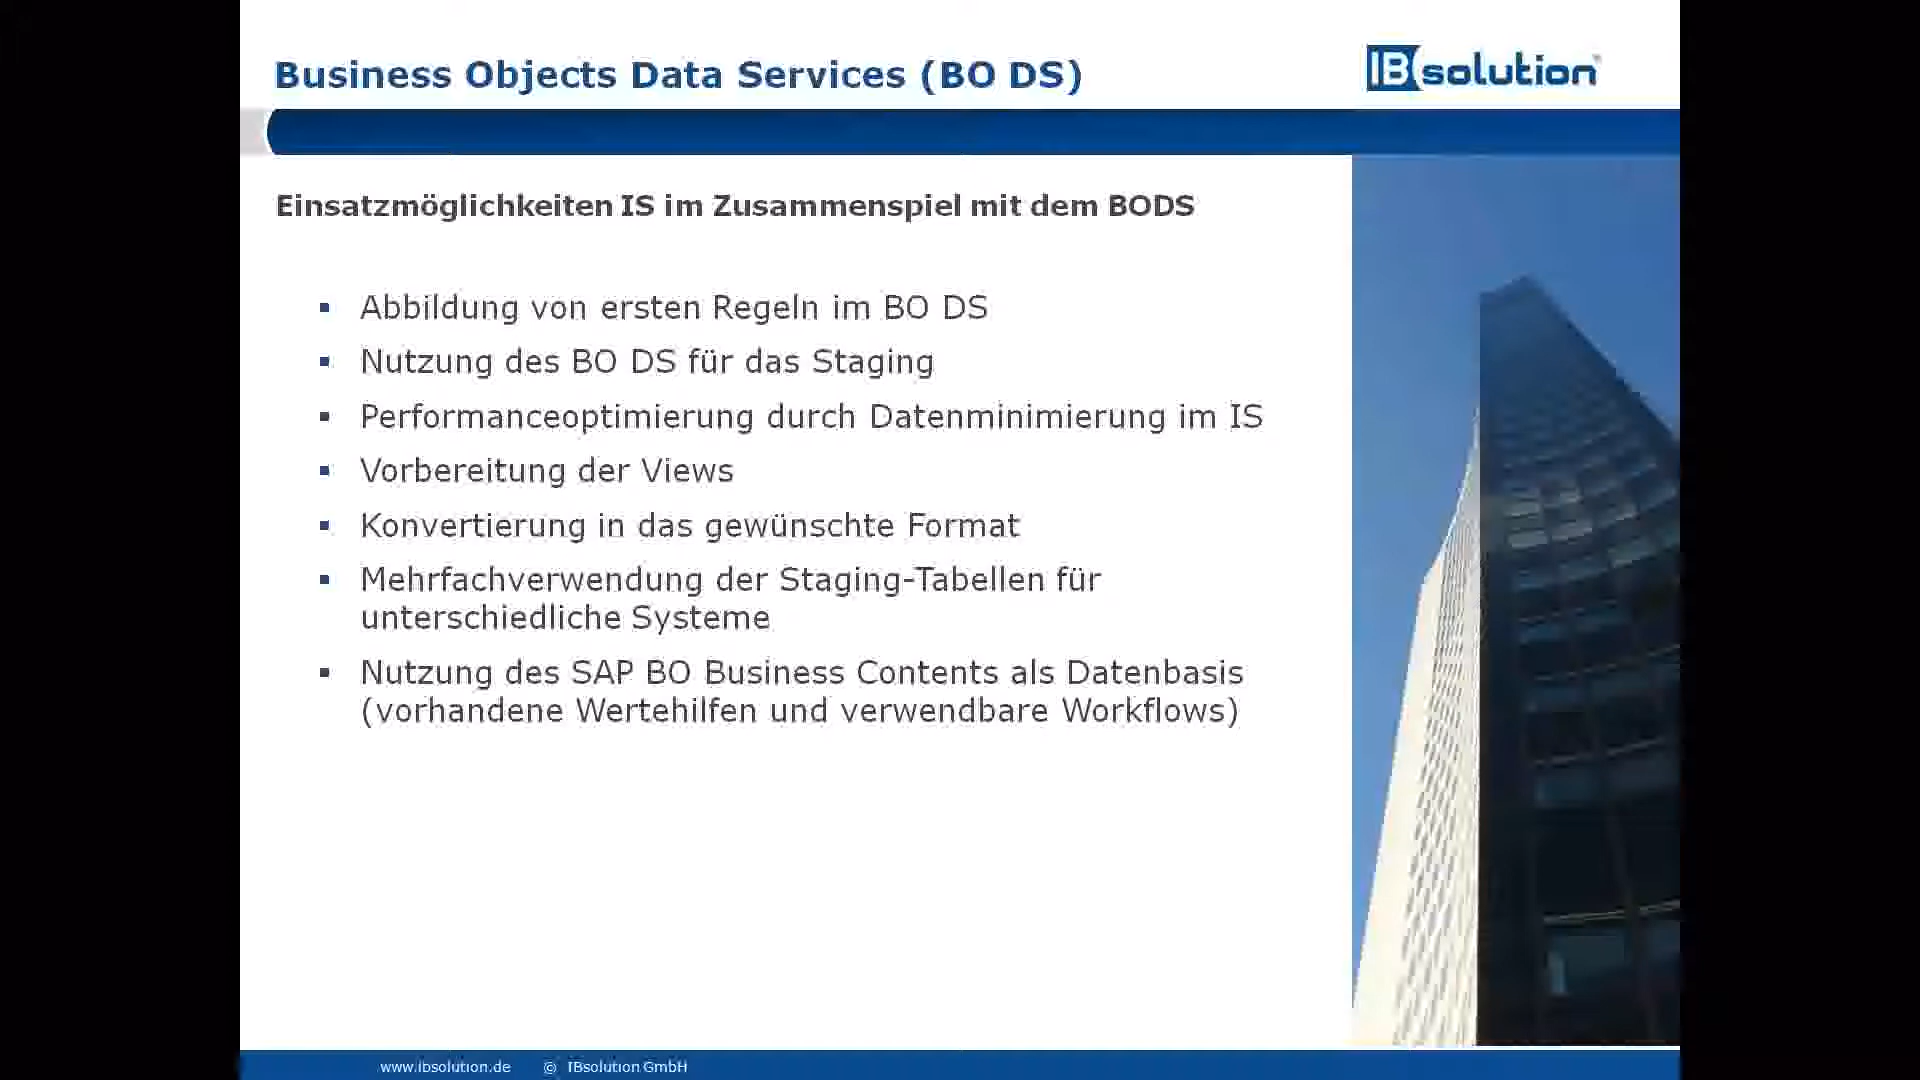 Business Objects Data Services (BO DS)
IBsolution
Einsatzmöglichkeiten IS im Zusammenspiel mit dem BODS
Abbildung von ersten Regeln im BO DS
Nutzung des BO DS für das Staging
Performanceoptimierung durch Datenminimierung im IS
Vorbereitung der Views
Konvertierung in das gewünschte Format
Mehrfachverwendung der Staging-Tabellen für
unterschiedliche Systeme
Nutzung des SAP BO Business Contents als Datenbasis
(vorhandene Wertehilfen und verwendbare Workflows)
www.ibsolution.de © IBsolution GmbH